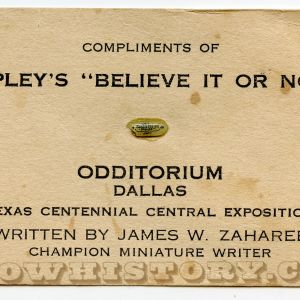 COMPLIMENTS OF
PLEY'S "BELIEVE IT OR NO
ODDITORIUM
DALLAS
EXAS CENTENNIAL CENTRAL EXPOSITIO
WRITTEN BY JAMES W. ZAHAREE
CHAMPION MINIATURE WRITER
OWHISTORY.C